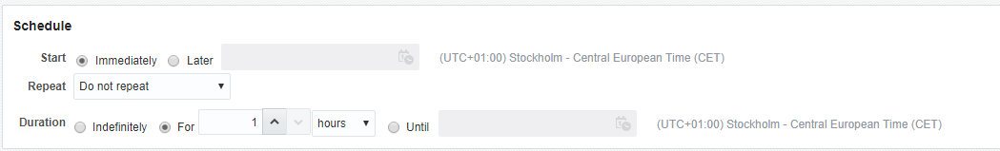 Schedule
Start Immediately Later (UTC+01:00) Stockholm - Central European Time (CET)
Repeat Do not repeat
Duration Indefinitely For 1 hours Until (UTC+01:00) Stockholm - Central European Time (CET)